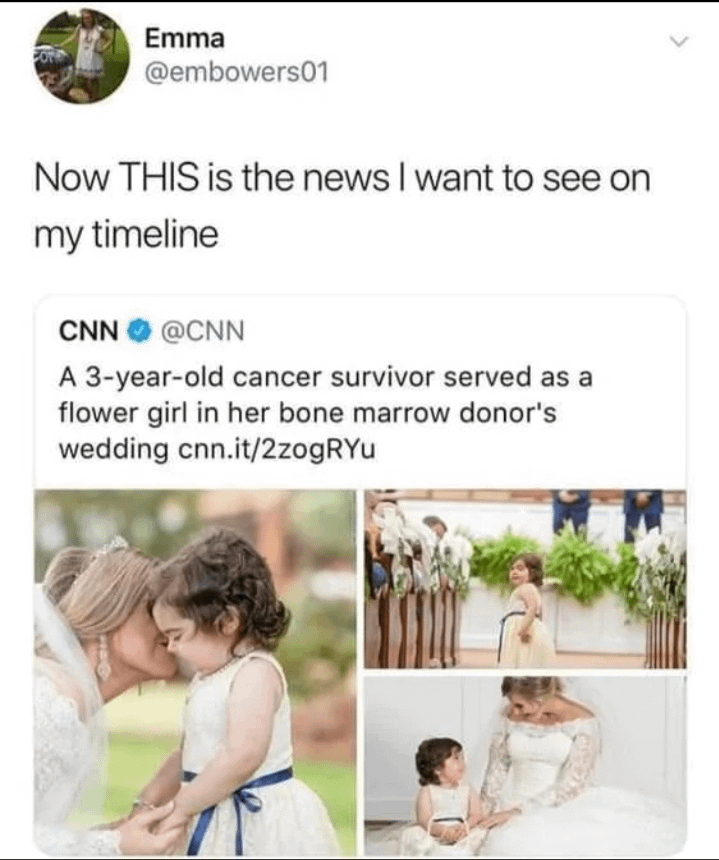 Emma
@embowers01
Now THIS is the news I want to see on
my timeline
CNN @CNN
A 3-year-old cancer survivor served as a
flower girl in her bone marrow donor's
wedding cnn.it/2zogRYu